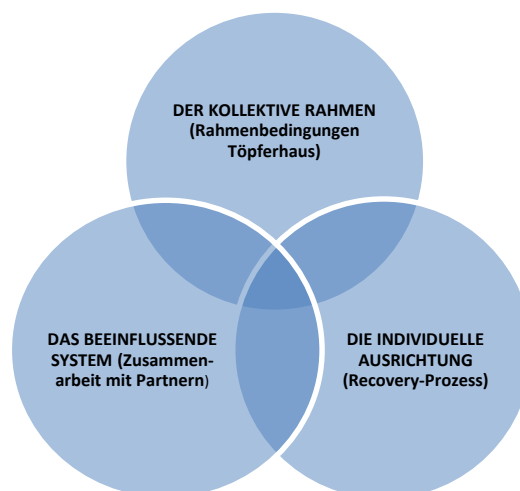 DER KOLLEKTIVE RAHMEN
(Rahmenbedingungen
Töpferhaus)
DAS BEEINFLUSSENDE
SYSTEM (Zusammen-
arbeit mit Partnern)
DIE INDIVIDUELLE
AUSRICHTUNG
(Recovery-Prozess)